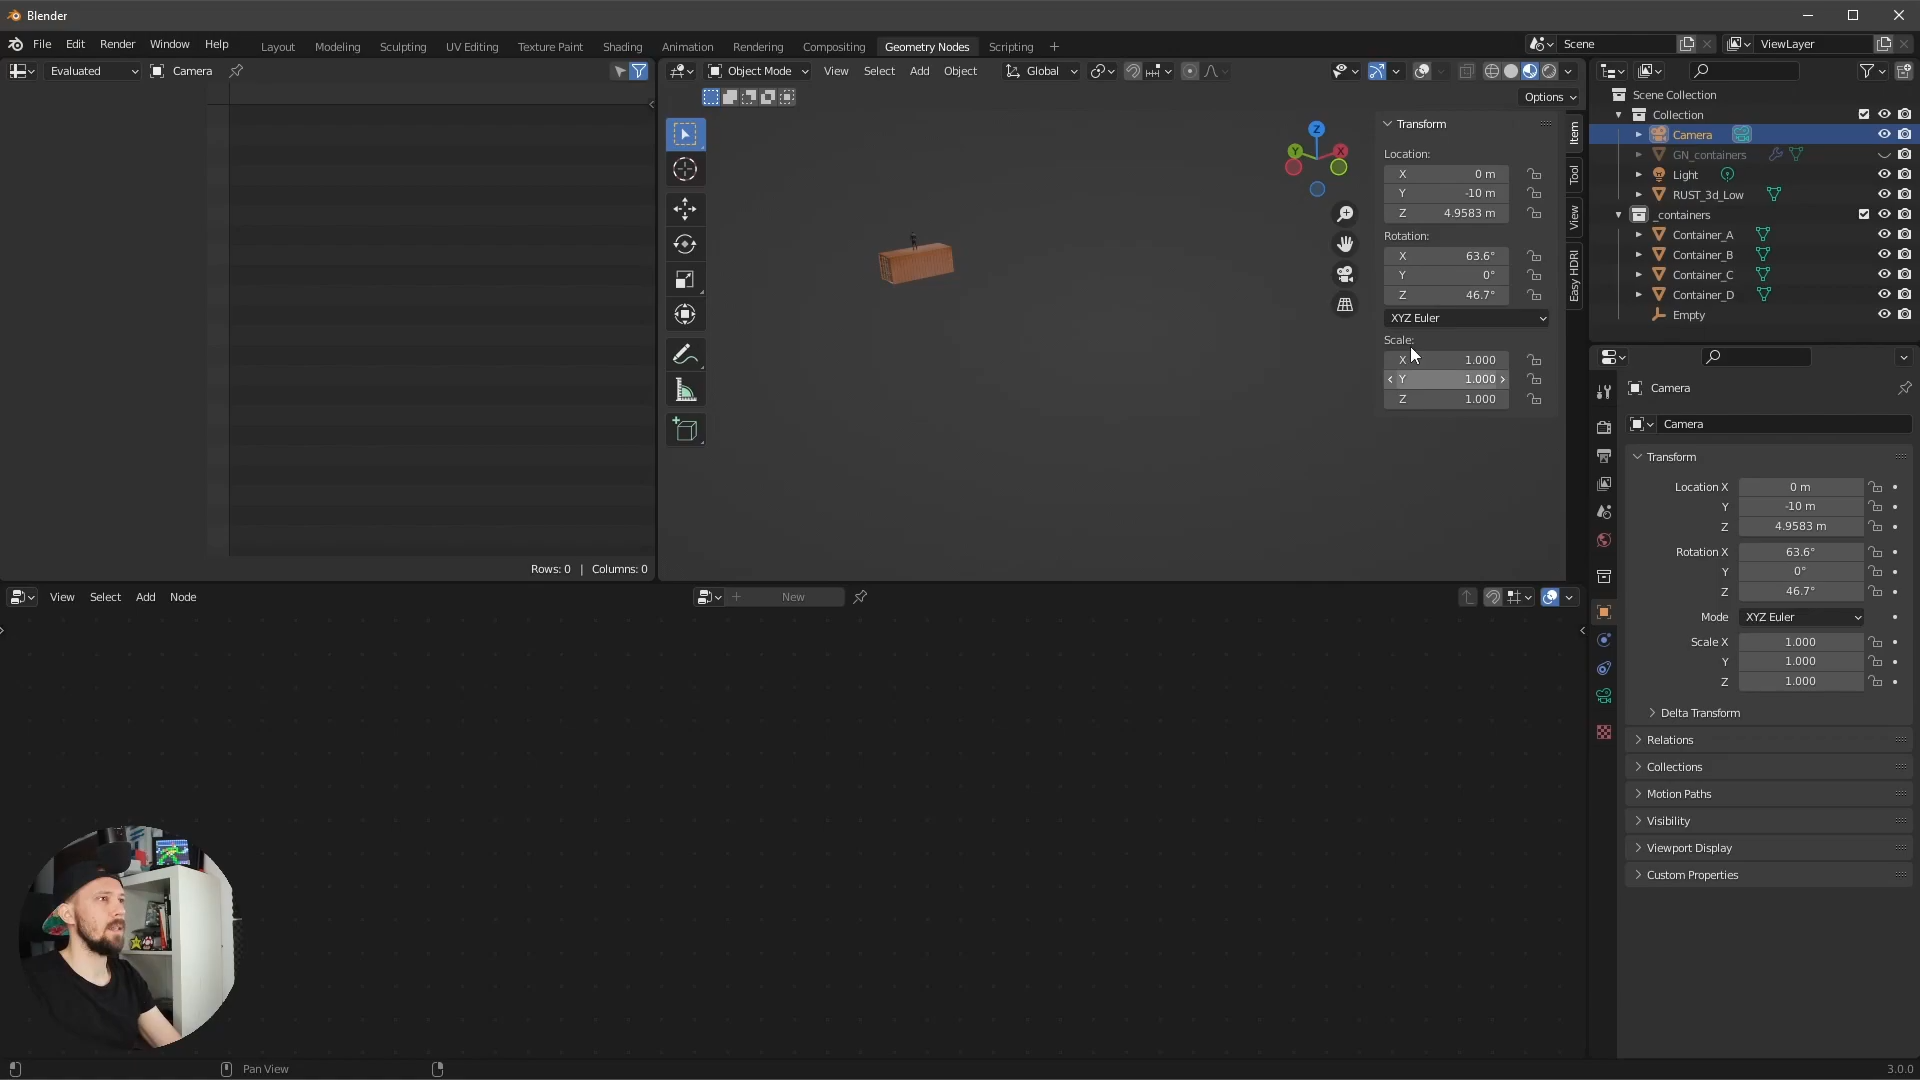 Blender
File Edit Render Window Help Layout Modeling Sculpting UV Editing Texture Paint Shading Animation Rendering Compositing Geometry Nodes Scripting + Scene ViewLayer
Evaluated Camera
Object Mode View Select Add Object Global
Options
Transform
Location:
X 0 m
Y -10 m
Z 4.9583 m
Rotation:
X 63.6°
Y 0°
Z 46.7°
XYZ Euler
Scale:
X 1.000
Y 1.000
Z 1.000
Item
Tool
View
Easy HDRI
Z
Y
X
Rows: 0 | Columns: 0
Scene Collection
Collection
Camera
GN_containers
Light
RUST_3d_Low
_containers
Container_A
Container_B
Container_C
Container_D
Empty
Camera
Camera
Transform
Location X 0 m
Y -10 m
Z 4.9583 m
Rotation X 63.6°
Y 0°
Z 46.7°
Mode XYZ Euler
Scale X 1.000
Y 1.000
Z 1.000
Delta Transform
Relations
Collections
Motion Paths
Visibility
Viewport Display
Custom Properties
View Select Add Node + New
Pan View
3.0.0